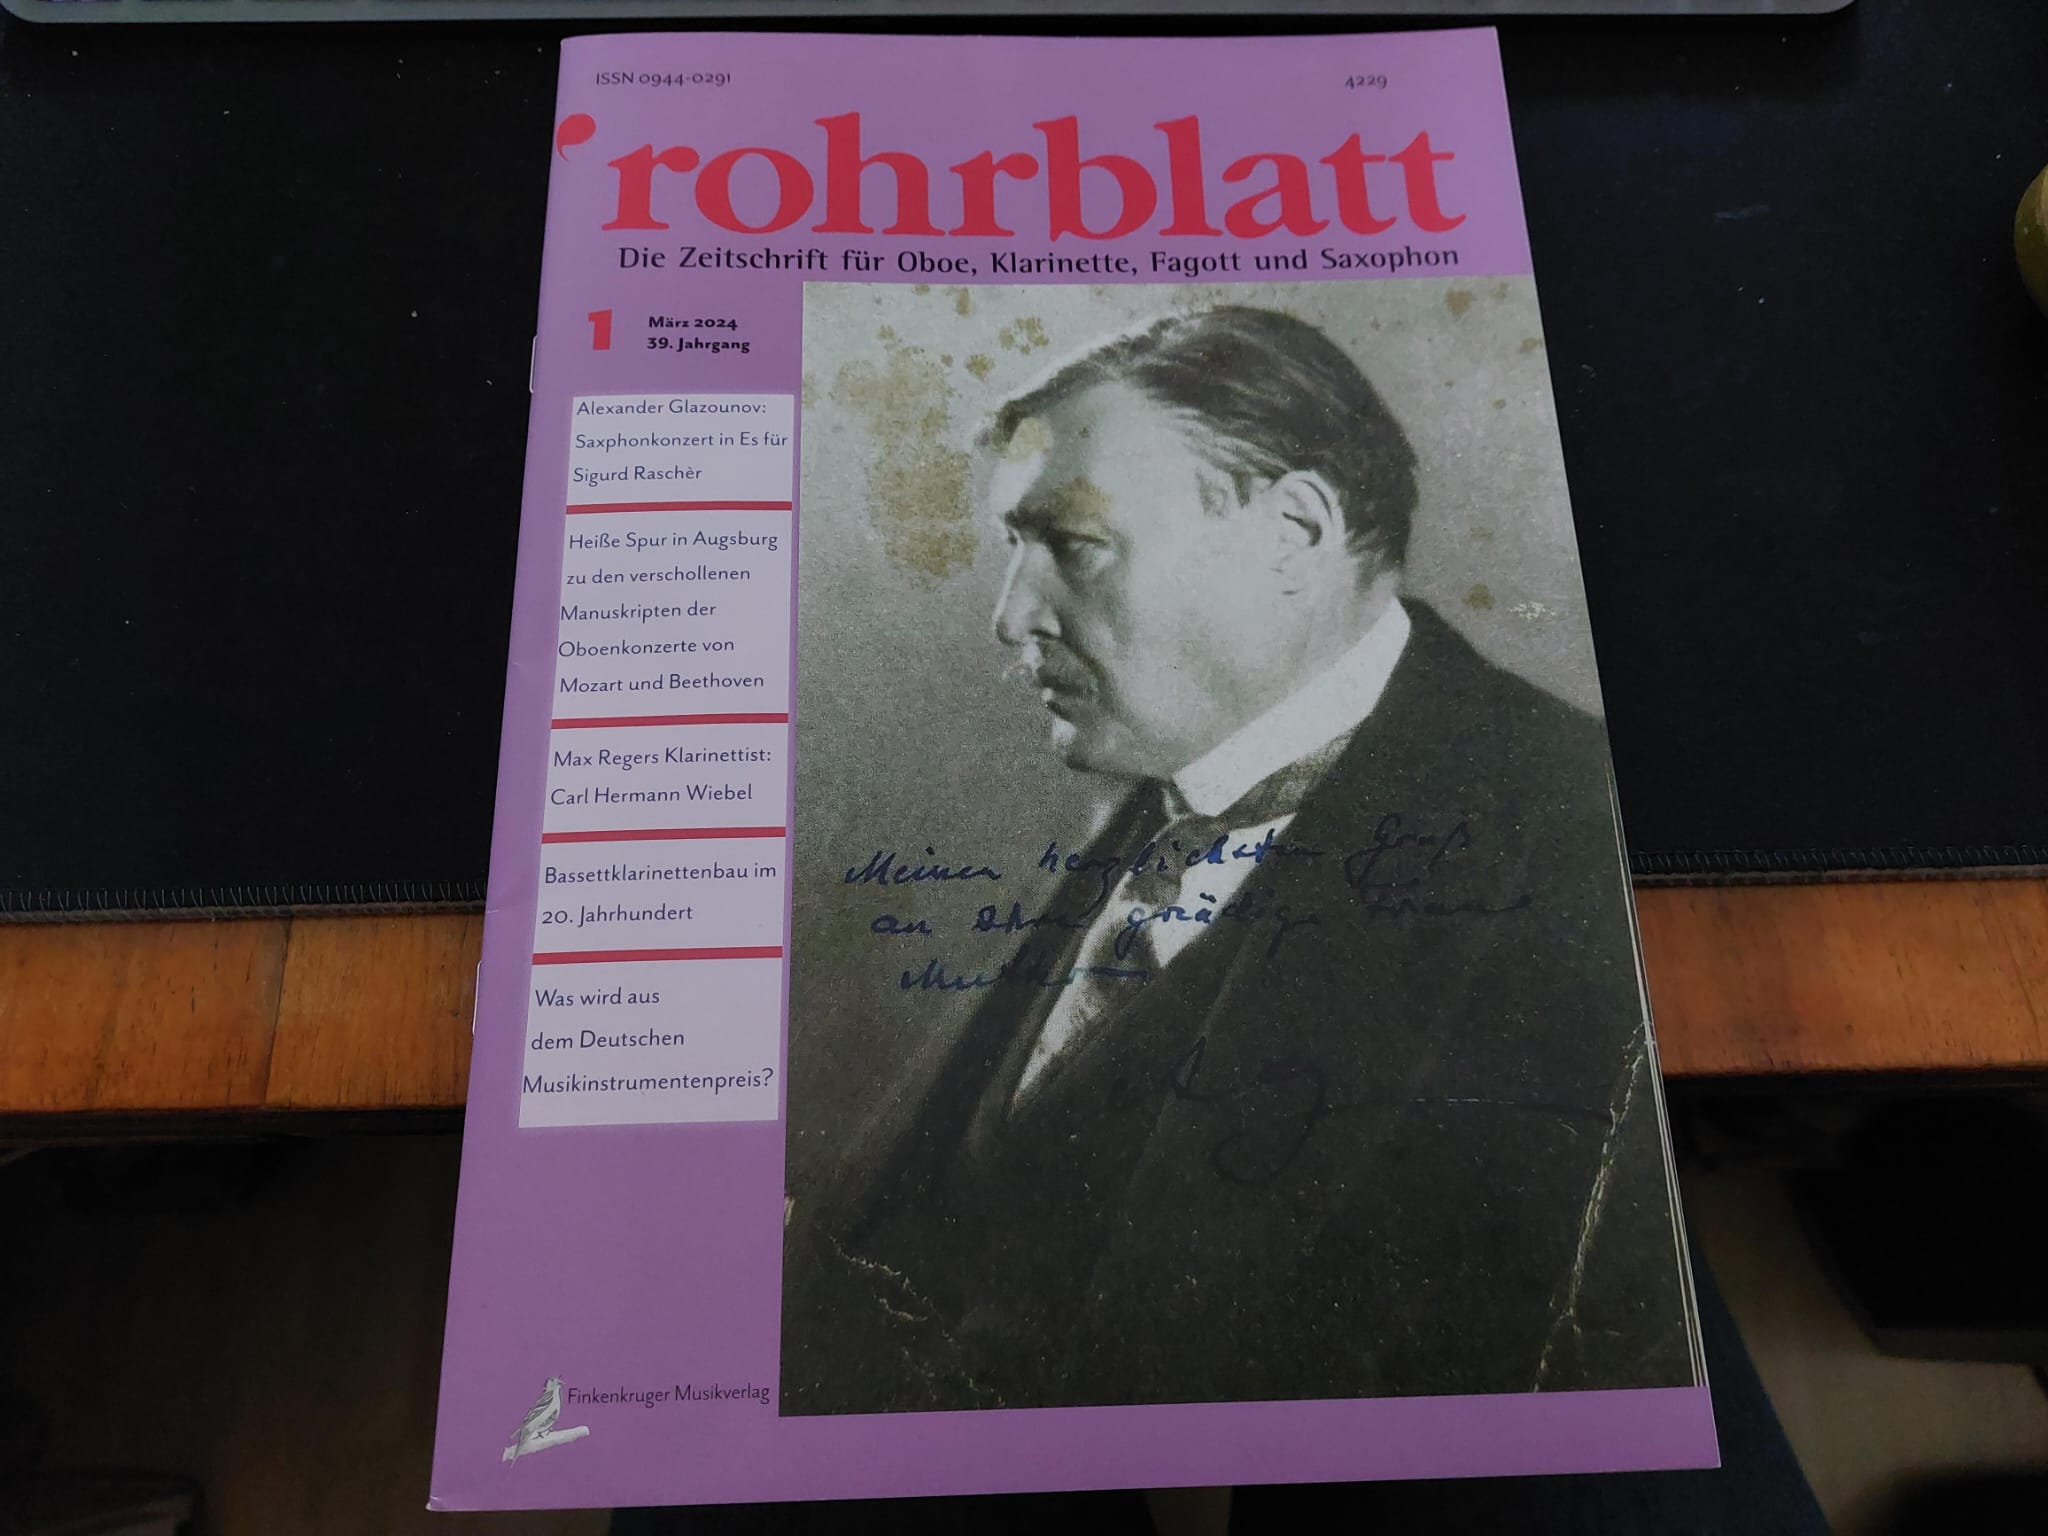 ISSN 0944-0291
4229
'rohrblatt
Die Zeitschrift für Oboe, Klarinette, Fagott und Saxophon
1
März 2024
39. Jahrgang
Alexander Glazounov:
Saxphonkonzert in Es für
Sigurd Raschèr
Heiße Spur in Augsburg
zu den verschollenen
Manuskripten der
Oboenkonzerte von
Mozart und Beethoven
Max Regers Klarinettist:
Carl Hermann Wiebel
Bassettklarinettenbau im
20. Jahrhundert
Was wird aus
dem Deutschen
Musikinstrumentenpreis?
Meinen herzlichsten Gruß
an Ihre gnädige Frau
Finkenkruger Musikverlag